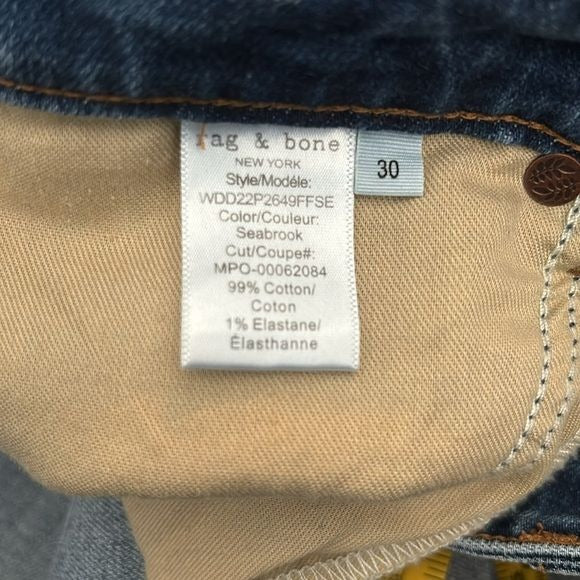 rag & bone
NEW YORK
Style/Modéle:
WDD22P2649FFSE
Color/Couleur:
Seabrook
Cut/Coupe#:
MPO-00062084
99% Cotton/
Coton
1% Elastane/
Élasthanne
30